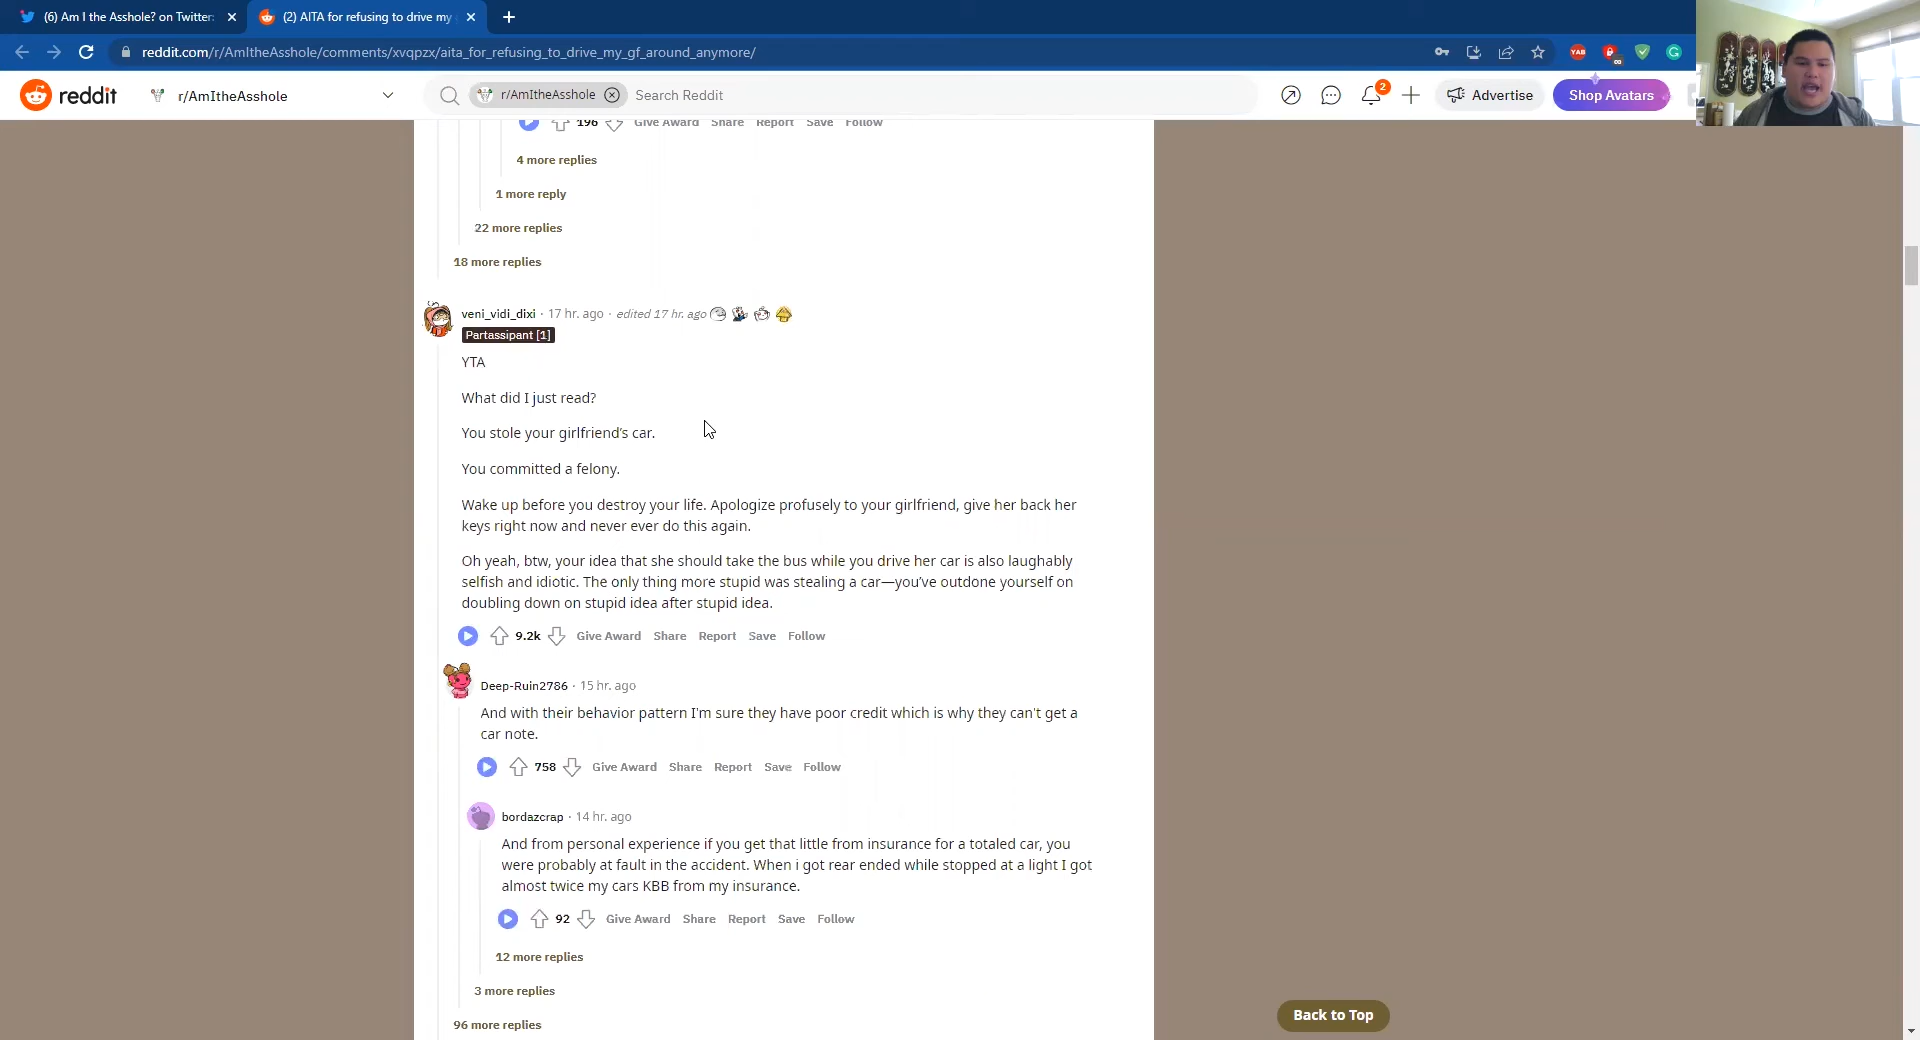 (6) Am I the Asshole? on Twitter:
(2) AITA for refusing to drive my
reddit.com/r/AmItheAsshole/comments/xvqpzx/aita_for_refusing_to_drive_my_gf_around_anymore/
YAB
reddit
r/AmItheAsshole
r/AmItheAsshole
Search Reddit
2
Advertise
Shop Avatars
196 Give Award Share Report Save Follow
4 more replies
1 more reply
22 more replies
18 more replies
veni_vidi_dixi · 17 hr. ago · edited 17 hr. ago
Partassipant [1]
YTA
What did I just read?
You stole your girlfriend’s car.
You committed a felony.
Wake up before you destroy your life. Apologize profusely to your girlfriend, give her back her
keys right now and never ever do this again.
Oh yeah, btw, your idea that she should take the bus while you drive her car is also laughably
selfish and idiotic. The only thing more stupid was stealing a car—you’ve outdone yourself on
doubling down on stupid idea after stupid idea.
9.2k Give Award Share Report Save Follow
Deep-Ruin2786 · 15 hr. ago
And with their behavior pattern I'm sure they have poor credit which is why they can't get a
car note.
758 Give Award Share Report Save Follow
bordazcrap · 14 hr. ago
And from personal experience if you get that little from insurance for a totaled car, you
were probably at fault in the accident. When i got rear ended while stopped at a light I got
almost twice my cars KBB from my insurance.
92 Give Award Share Report Save Follow
12 more replies
3 more replies
96 more replies
Back to Top